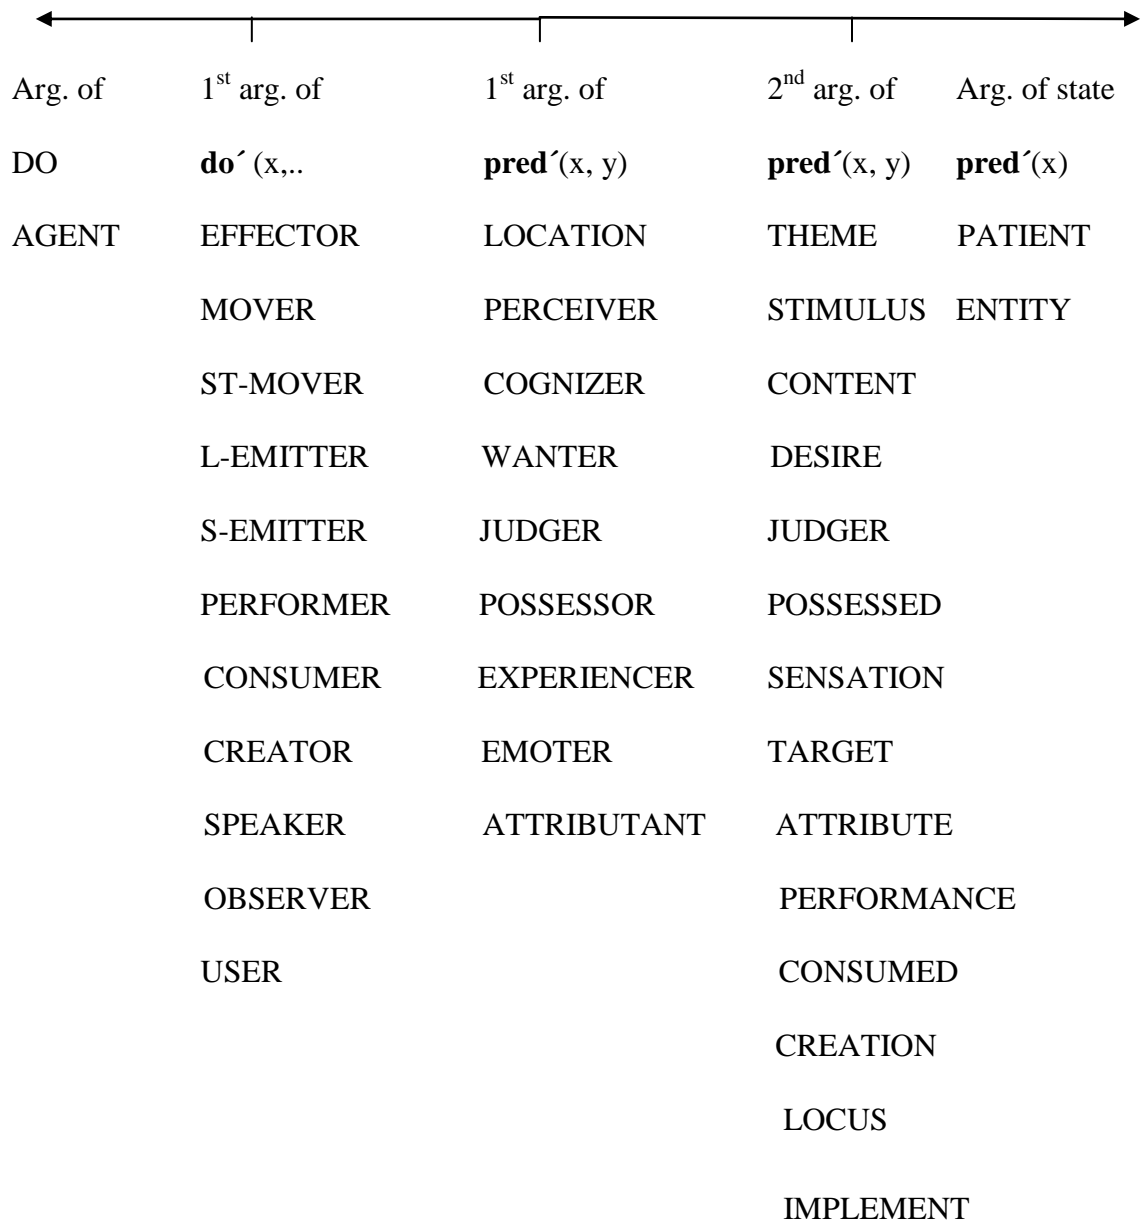 Arg. of 1st arg. of 1st arg. of 2nd arg. of Arg. of state
DO do´ (x,.. pred´(x, y) pred´(x, y) pred´(x)
AGENT EFFECTOR LOCATION THEME PATIENT
MOVER PERCEIVER STIMULUS ENTITY
ST-MOVER COGNIZER CONTENT
L-EMITTER WANTER DESIRE
S-EMITTER JUDGER JUDGER
PERFORMER POSSESSOR POSSESSED
CONSUMER EXPERIENCER SENSATION
CREATOR EMOTER TARGET
SPEAKER ATTRIBUTANT ATTRIBUTE
OBSERVER PERFORMANCE
USER CONSUMED
CREATION
LOCUS
IMPLEMENT